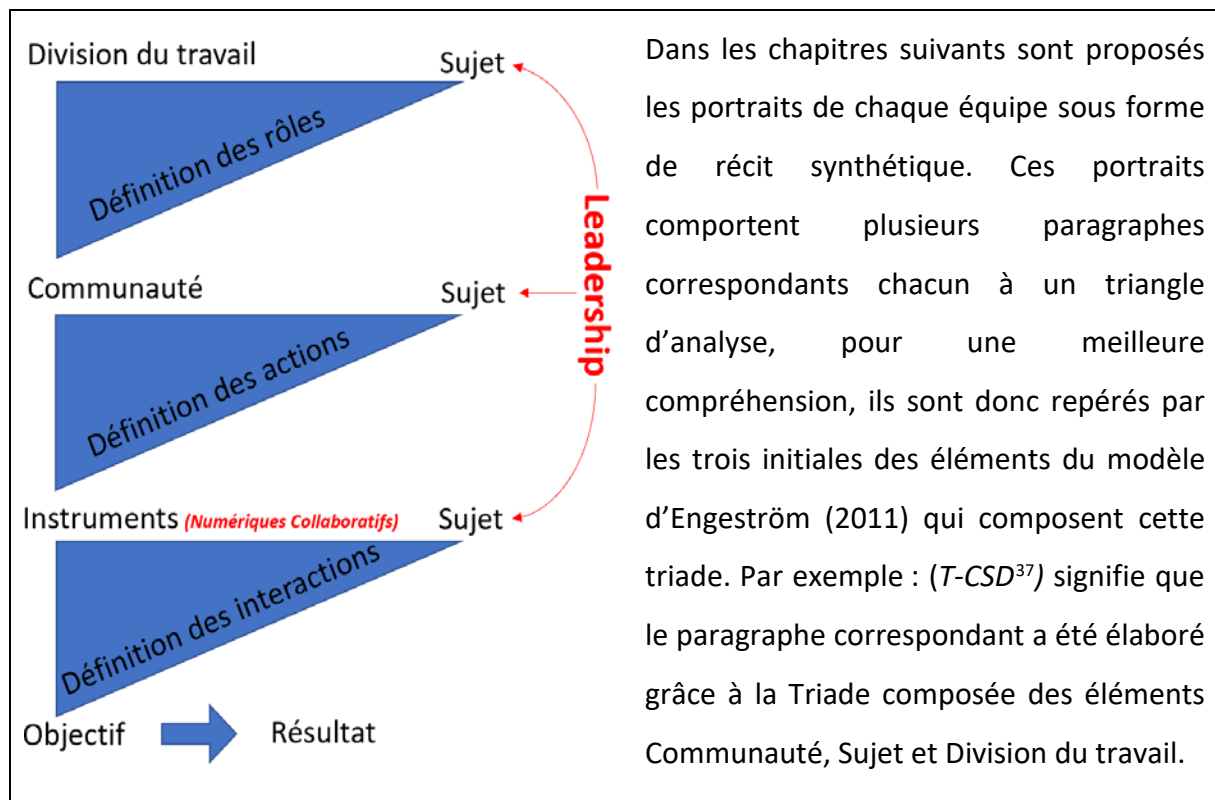 Division du travail
Sujet
Définition des rôles
Communauté
Sujet
Définition des actions
Instruments (Numériques Collaboratifs)
Sujet
Définition des interactions
Objectif
Résultat
Leadership
Dans les chapitres suivants sont proposés
les portraits de chaque équipe sous forme
de récit synthétique. Ces portraits
comportent plusieurs paragraphes
correspondants chacun à un triangle
d’analyse, pour une meilleure
compréhension, ils sont donc repérés par
les trois initiales des éléments du modèle
d’Engeström (2011) qui composent cette
triade. Par exemple : (T-CSD³⁷) signifie que
le paragraphe correspondant a été élaboré
grâce à la Triade composée des éléments
Communauté, Sujet et Division du travail.